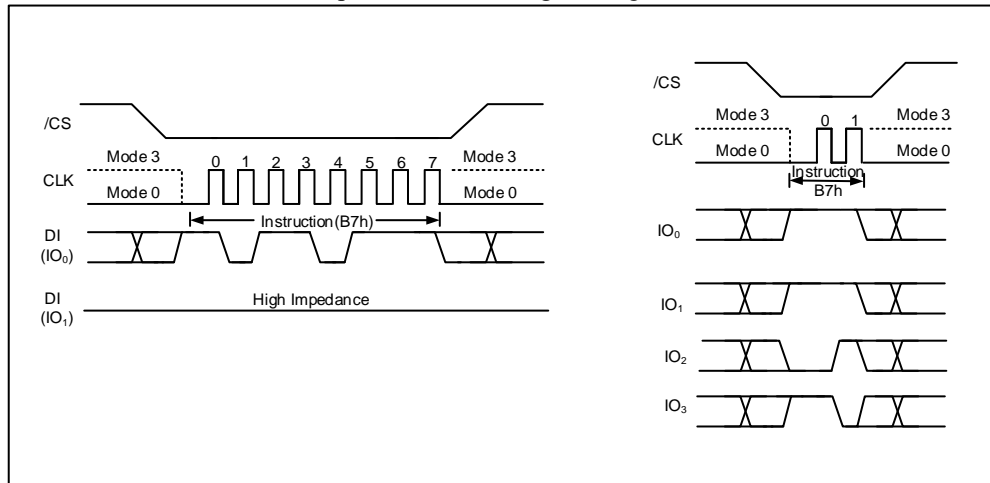 /CS
Mode 3
0 1 2 3 4 5 6 7
Mode 3
CLK
Mode 0
Mode 0
Instruction(B7h)
DI
(IO₀)
High Impedance
DI
(IO₁)
/CS
Mode 3
0 1
Mode 3
CLK
Mode 0
Mode 0
Instruction
B7h
IO₀
IO₁
IO₂
IO₃